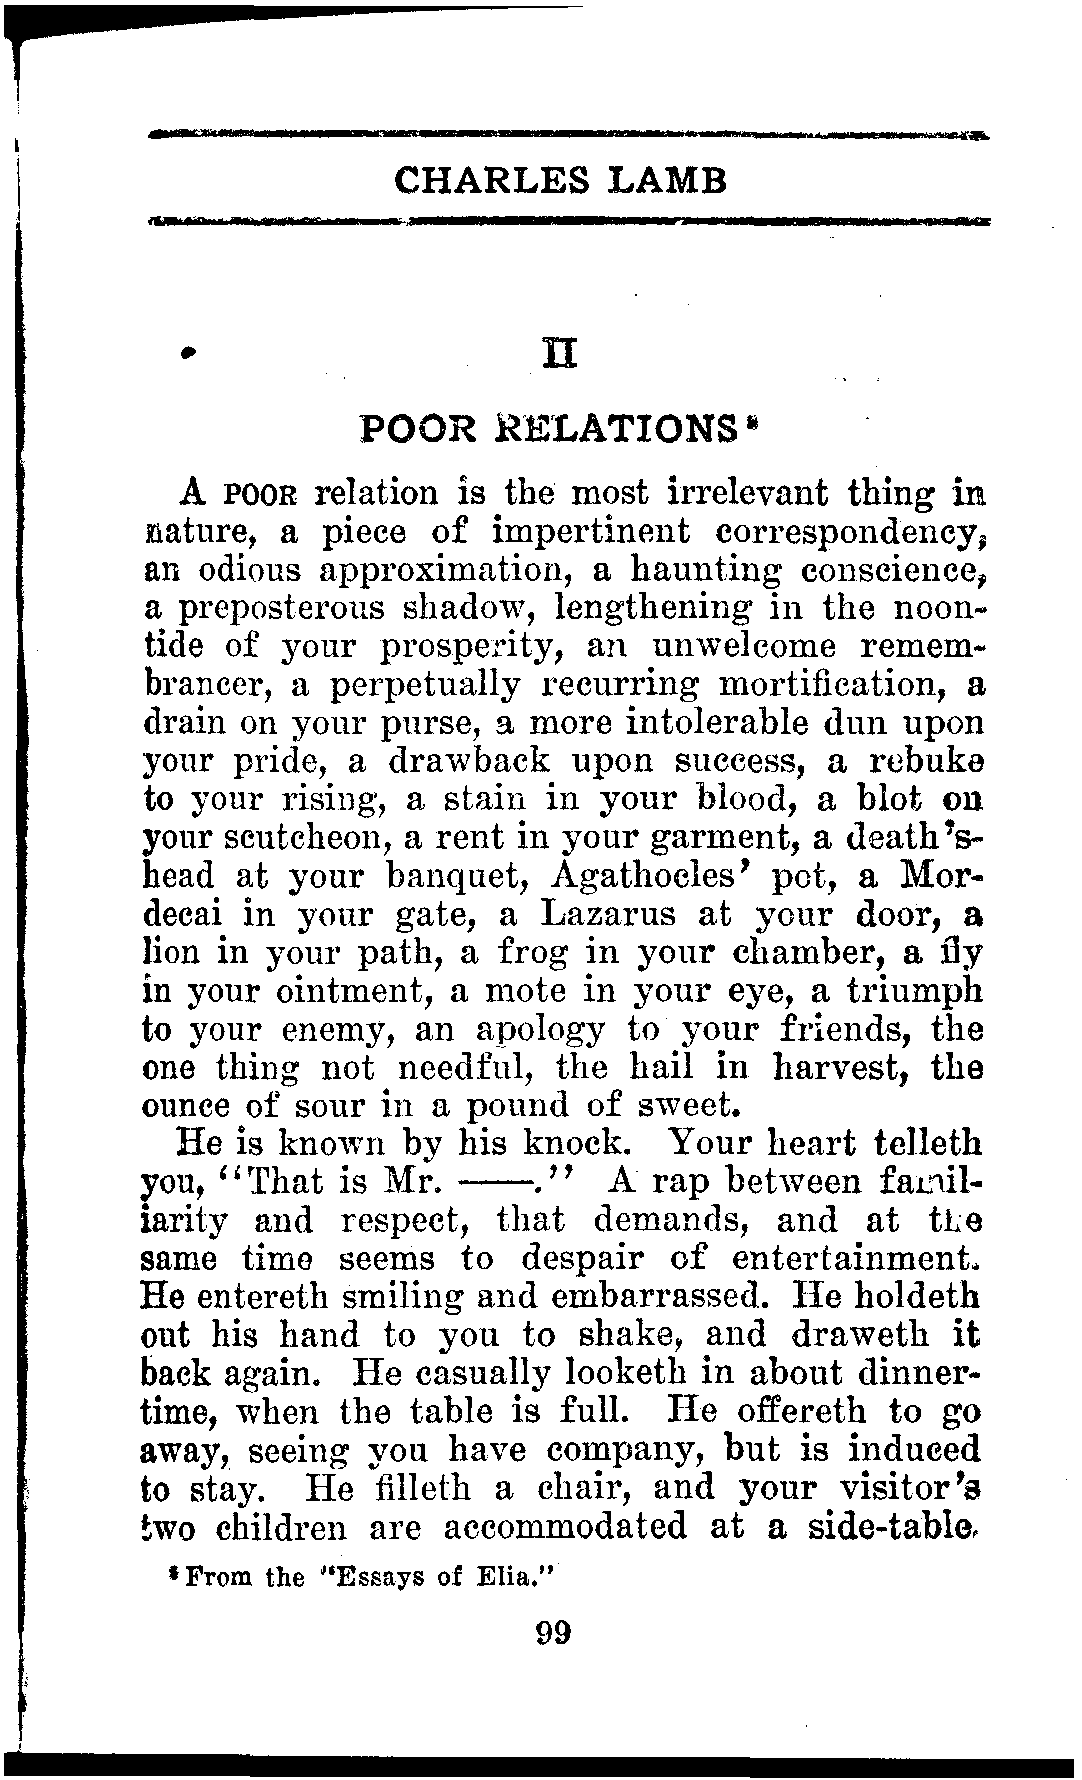 CHARLES LAMB
II
POOR RELATIONS*
A POOR relation is the most irrelevant thing in
nature, a piece of impertinent correspondency,
an odious approximation, a haunting conscience,
a preposterous shadow, lengthening in the noon-
tide of your prosperity, an unwelcome remem-
brancer, a perpetually recurring mortification, a
drain on your purse, a more intolerable dun upon
your pride, a drawback upon success, a rebuke
to your rising, a stain in your blood, a blot on
your scutcheon, a rent in your garment, a death's-
head at your banquet, Agathocles' pot, a Mor-
decai in your gate, a Lazarus at your door, a
lion in your path, a frog in your chamber, a fly
in your ointment, a mote in your eye, a triumph
to your enemy, an apology to your friends, the
one thing not needful, the hail in harvest, the
ounce of sour in a pound of sweet.
He is known by his knock. Your heart telleth
you, "That is Mr. ——." A rap between famil-
iarity and respect, that demands, and at the
same time seems to despair of entertainment.
He entereth smiling and embarrassed. He holdeth
out his hand to you to shake, and draweth it
back again. He casually looketh in about dinner-
time, when the table is full. He offereth to go
away, seeing you have company, but is induced
to stay. He filleth a chair, and your visitor's
two children are accommodated at a side-table.
*From the "Essays of Elia."
99